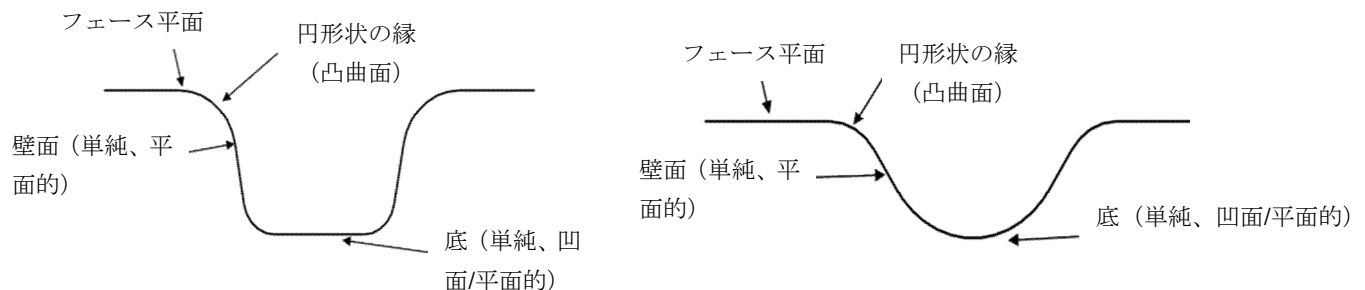 フェース平面
円形状の縁
（凸曲面）
壁面（単純、平
面的）
底（単純、凹
面/平面的）
フェース平面
円形状の縁
（凸曲面）
壁面（単純、平
面的）
底（単純、凹面/平面的）